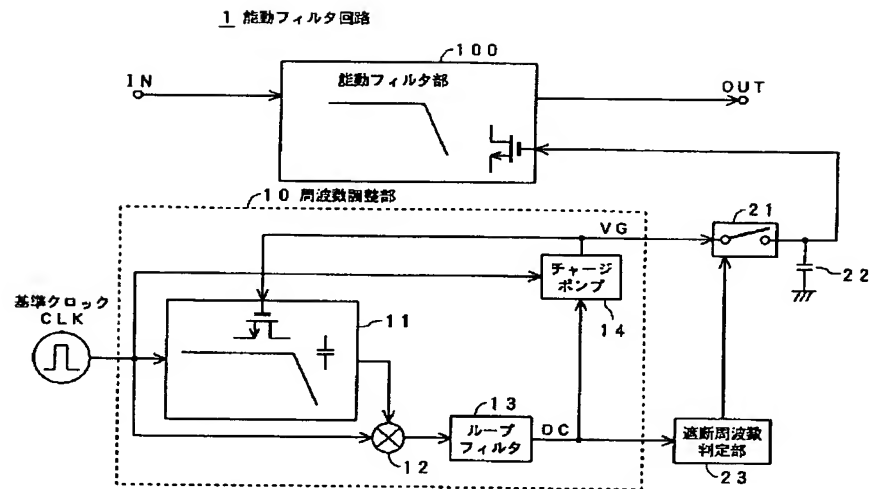 1 能動フィルタ回路
100
IN
能動フィルタ部
OUT
10 周波数調整部
21
VG
チャージ
ポンプ
14
22
基準クロック
CLK
11
13
ループ
フィルタ
DC
12
遮断周波数
判定部
23